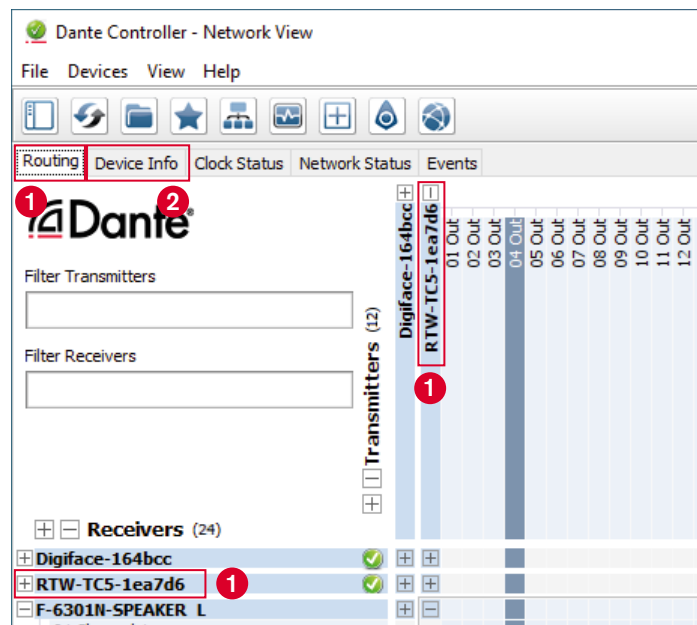 Dante Controller - Network View
File Devices View Help
Routing Device Info Clock Status Network Status Events
1
2
Dante®
Filter Transmitters
Filter Receivers
Transmitters (12)
Digiface-164bcc
RTW-TC5-1ea7d6
1
01 Out
02 Out
03 Out
04 Out
05 Out
06 Out
07 Out
08 Out
09 Out
10 Out
11 Out
12 Out
Receivers (24)
Digiface-164bcc
RTW-TC5-1ea7d6
1
F-6301N-SPEAKER L